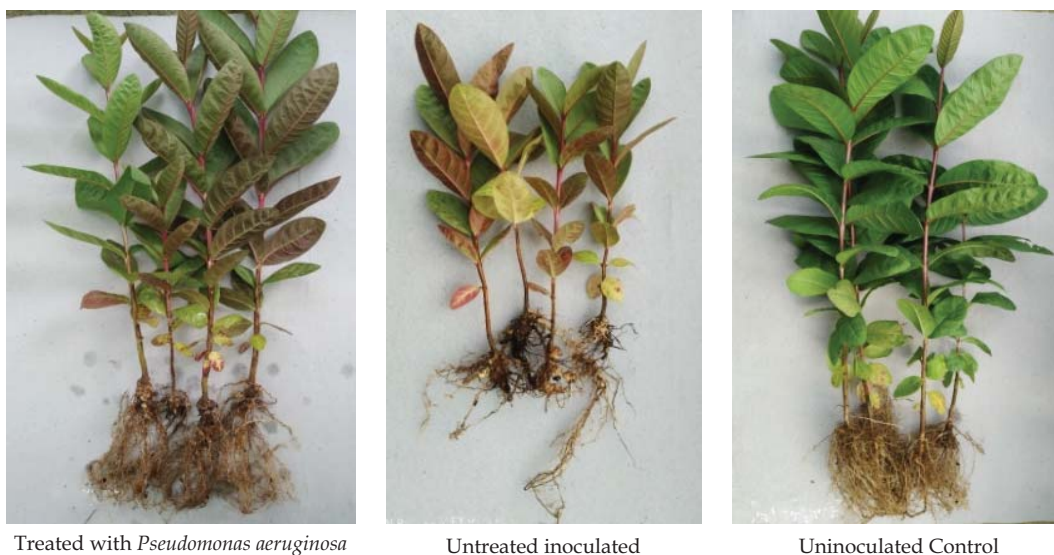 Treated with Pseudomonas aeruginosa
Untreated inoculated
Uninoculated Control